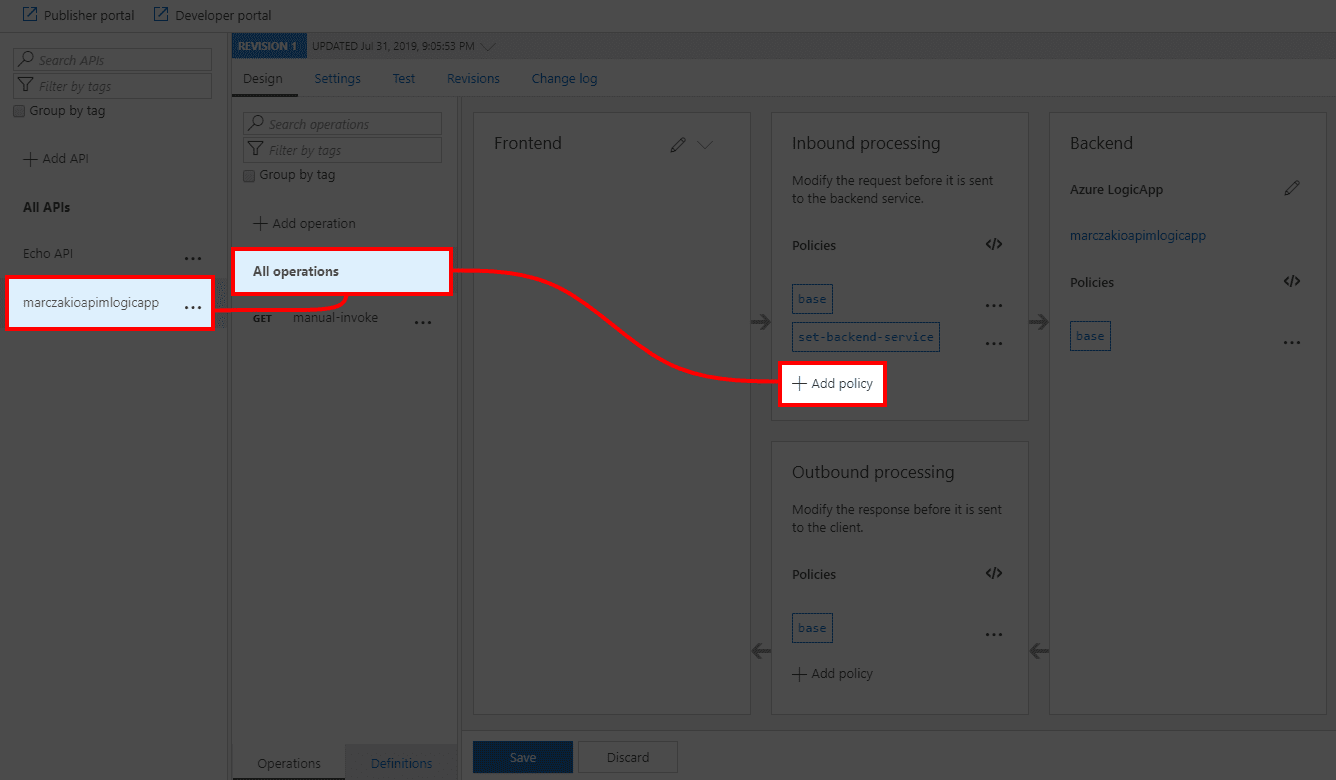 Publisher portal
Developer portal
Search APIs
Filter by tags
Group by tag
Add API
All APIs
Echo API
marczakioapimlogicapp
REVISION 1
UPDATED Jul 31, 2019, 9:05:53 PM
Design
Settings
Test
Revisions
Change log
Search operations
Filter by tags
Group by tag
Add operation
All operations
GET manual-invoke
Operations
Definitions
Frontend
Inbound processing
Modify the request before it is sent
to the backend service.
Policies
</>
base
set-backend-service
Add policy
Outbound processing
Modify the response before it is sent
to the client.
Policies
</>
base
Add policy
Backend
Azure LogicApp
marczakioapimlogicapp
Policies
</>
base
Save
Discard